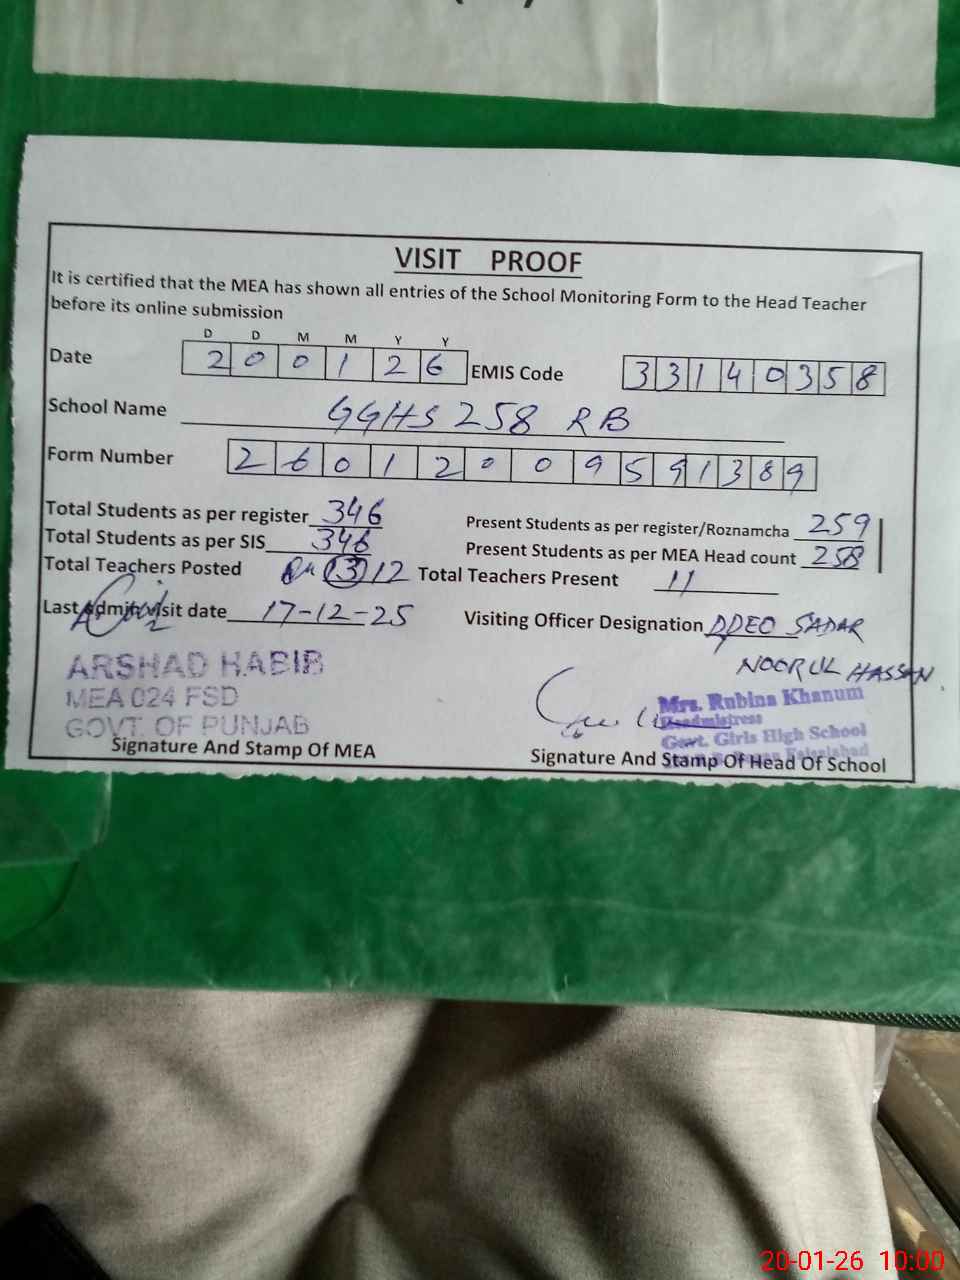 VISIT PROOF
It is certified that the MEA has shown all entries of the School Monitoring Form to the Head Teacher
before its online submission
D D M M Y Y
Date 2 0 0 1 2 6 EMIS Code 3 3 1 4 0 3 5 8
School Name GGHS 258 RB
Form Number 2 6 0 1 2 0 0 9 5 9 1 3 8 9
Total Students as per register 346 Present Students as per register/Roznamcha 259
Total Students as per SIS 346 Present Students as per MEA Head count 258
Total Teachers Posted 13 12 Total Teachers Present 11
Last Admin visit date 17-12-25 Visiting Officer Designation DDEO SADAR
NOORUL HASSAN
ARSHAD HABIB
MEA 024 FSD
GOVT. OF PUNJAB
Signature And Stamp Of MEA
Mrs. Rubina Khanum
Headmistress
Govt. Girls High School
Faisalabad
Signature And Stamp Of Head Of School
20-01-26 10:00